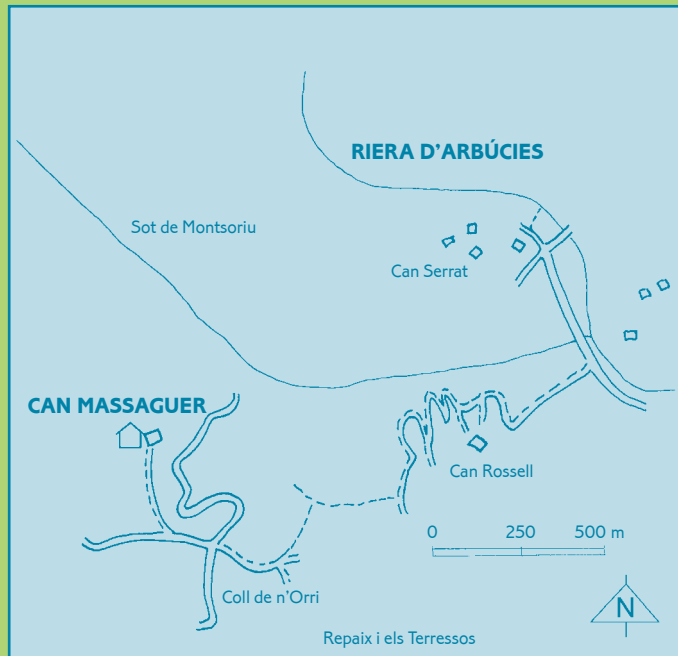 RIERA D'ARBÚCIES
Sot de Montsoriu
Can Serrat
CAN MASSAGUER
Can Rossell
0 250 500 m
Coll de n'Orri
N
Repaix i els Terressos